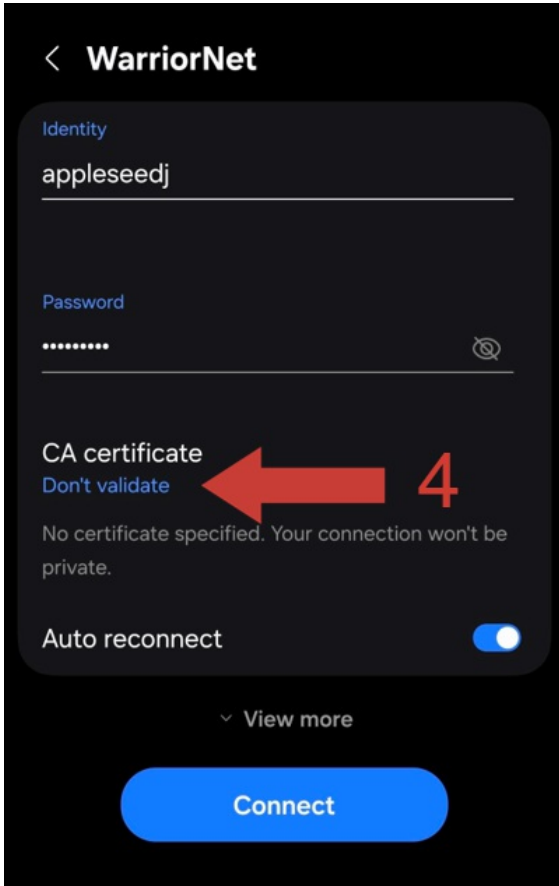 WarriorNet
Identity
appleseedj
Password
•••••••••
CA certificate
Don't validate
4
No certificate specified. Your connection won't be
private.
Auto reconnect
View more
Connect